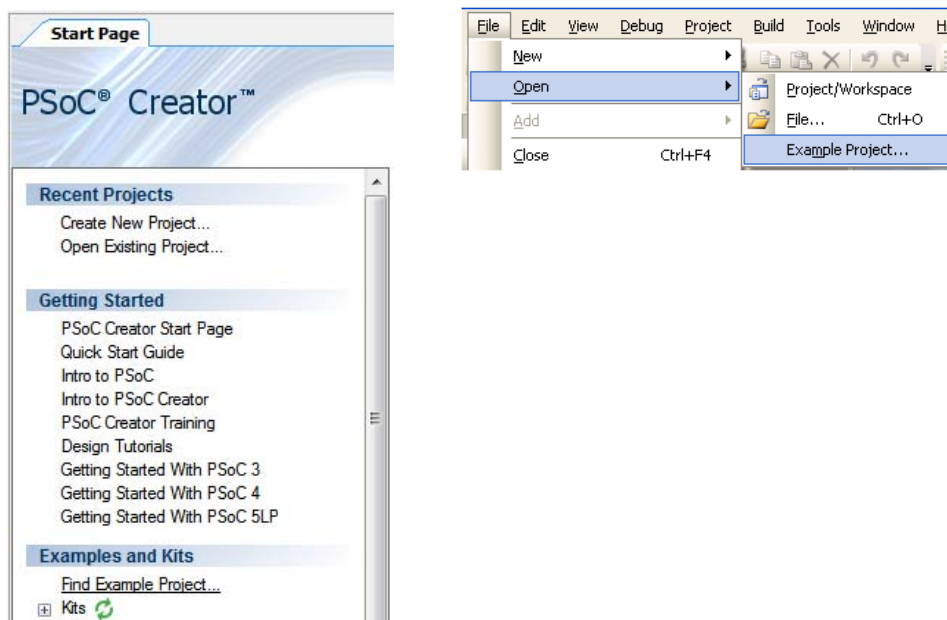 Start Page
PSoC® Creator™
Recent Projects
Create New Project...
Open Existing Project...
Getting Started
PSoC Creator Start Page
Quick Start Guide
Intro to PSoC
Intro to PSoC Creator
PSoC Creator Training
Design Tutorials
Getting Started With PSoC 3
Getting Started With PSoC 4
Getting Started With PSoC 5LP
Examples and Kits
Find Example Project...
Kits
File Edit View Debug Project Build Tools Window H
New
Open
Add
Close Ctrl+F4
Project/Workspace
File... Ctrl+O
Example Project...